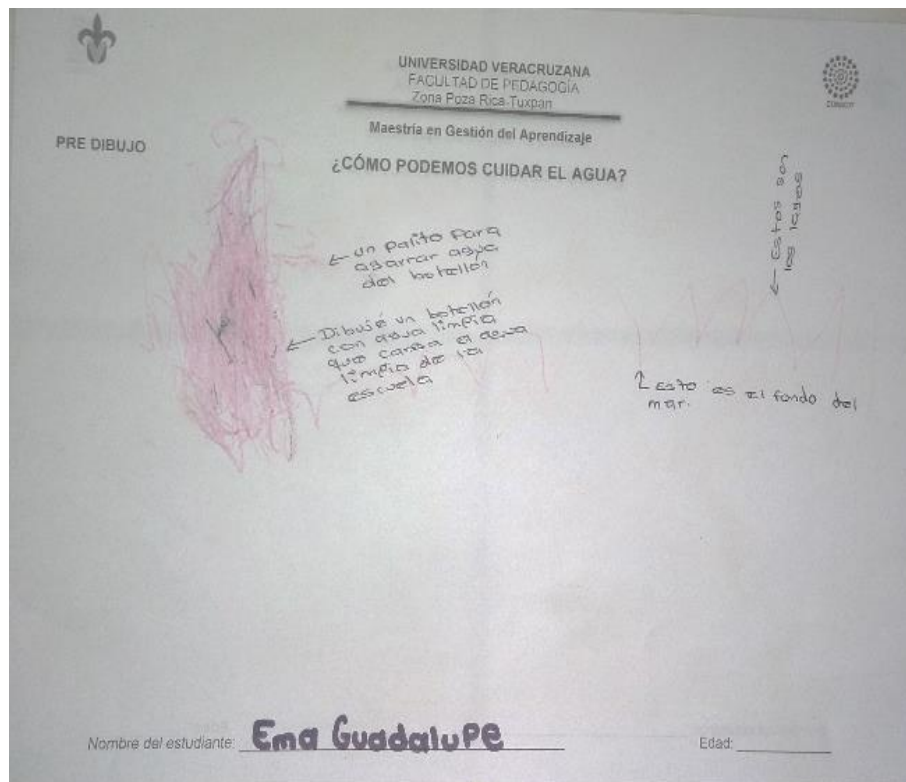 UNIVERSIDAD VERACRUZANA
FACULTAD DE PEDAGOGÍA
Zona Poza Rica-Tuxpan
Maestría en Gestión del Aprendizaje
PRE DIBUJO
¿CÓMO PODEMOS CUIDAR EL AGUA?
← un palito para
agarrar agua
del botellón
← Dibujé un botellón
con agua limpia
que carga el agua
limpia de la
escuela
← Estos son
los lagos
↑ Esto es el fondo del
mar.
Nombre del estudiante: Ema Guadalupe
Edad: